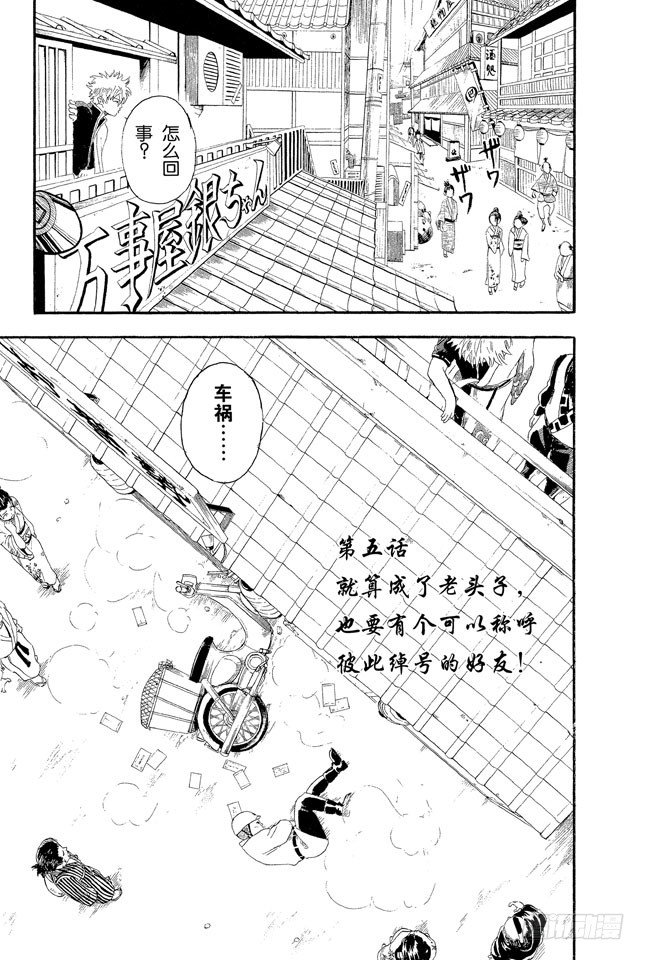 酒処
ザワ
ザワ
怎么回
事？
万事屋銀ちゃん
车祸
……
第五话
就算成了老头子，
也要有个可以称呼
彼此绰号的好友！